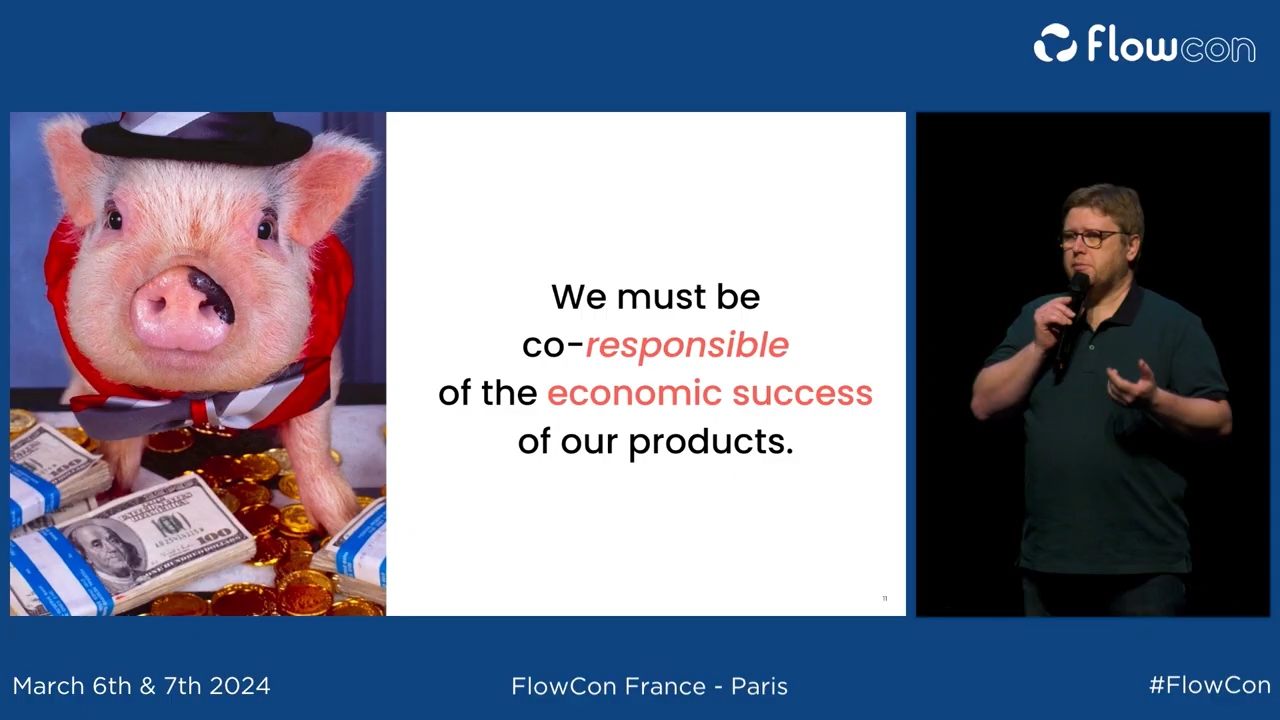 flowcon
We must be
co-responsible
of the economic success
of our products.
11
100
March 6th & 7th 2024
FlowCon France - Paris
#FlowCon